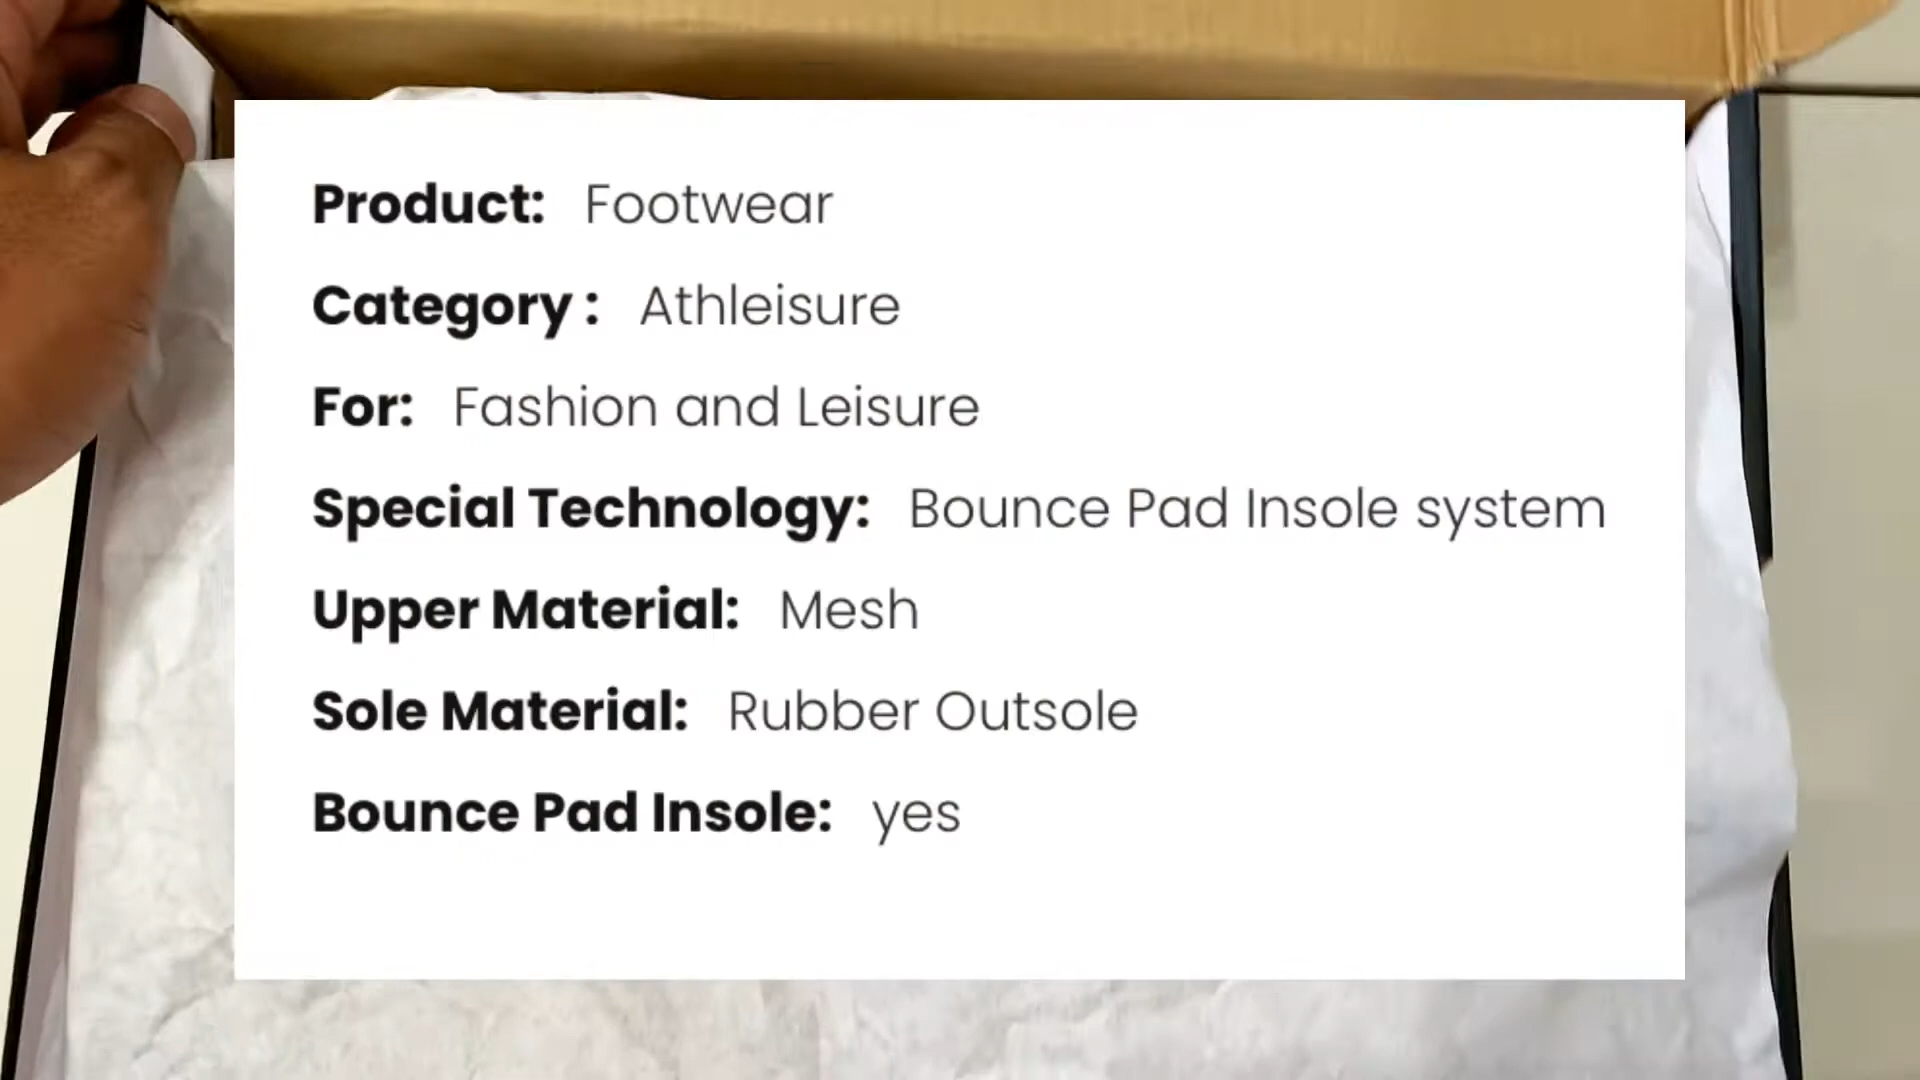 Product: Footwear
Category : Athleisure
For: Fashion and Leisure
Special Technology: Bounce Pad Insole system
Upper Material: Mesh
Sole Material: Rubber Outsole
Bounce Pad Insole: yes